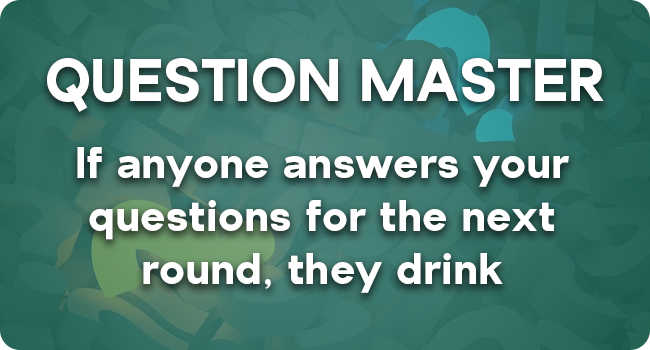 QUESTION MASTER
If anyone answers your
questions for the next
round, they drink